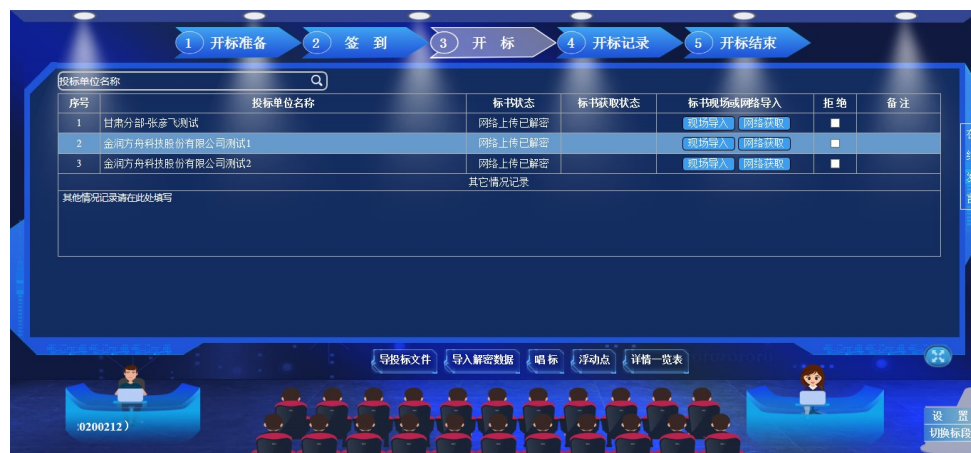 1 开标准备 2 签 到 3 开 标 4 开标记录 5 开标结束
投标单位名称
序号 投标单位名称 标书状态 标书获取状态 标书现场或网络导入 拒 绝 备 注
1 甘肃分部-张彦飞测试 网络上传已解密 现场导入 网络获取
2 金润方舟科技股份有限公司测试1 网络上传已解密 现场导入 网络获取
3 金润方舟科技股份有限公司测试2 网络上传已解密 现场导入 网络获取
其它情况记录
其他情况记录请在此处填写
导投标文件 导入解密数据 唱 标 浮动点 详情一览表
:0200212）
设 置
切换标段